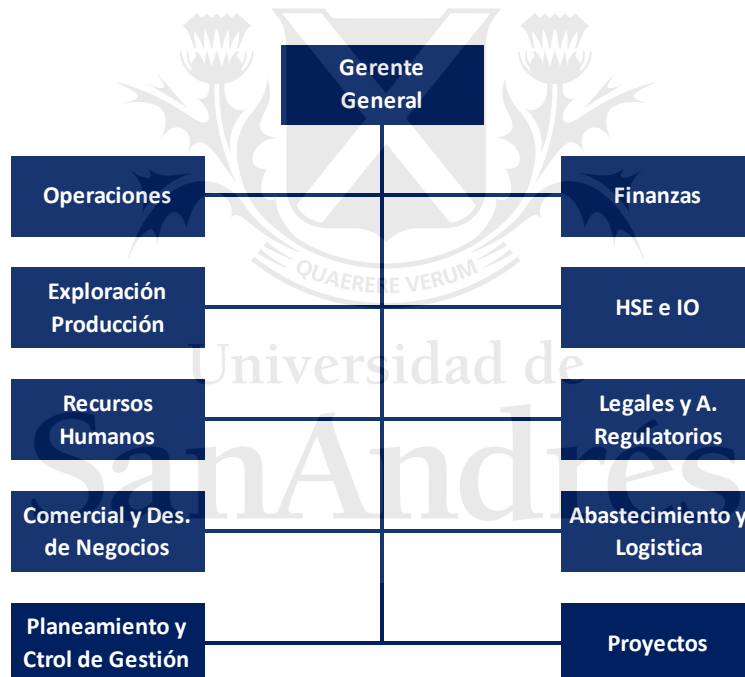 Gerente
General
Operaciones
Finanzas
QUAERERE VERUM
Exploración
Producción
HSE e IO
Universidad de
Recursos
Humanos
Legales y A.
Regulatorios
SanAndrés
Comercial y Des.
de Negocios
Abastecimiento y
Logistica
Planeamiento y
Ctrol de Gestión
Proyectos